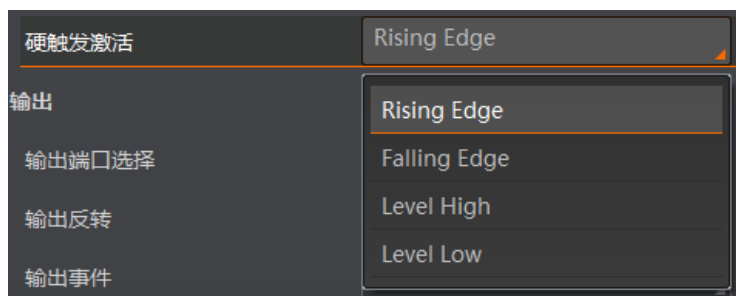 硬触发激活 Rising Edge
输出
Rising Edge
输出端口选择 Falling Edge
输出反转 Level High
输出事件 Level Low